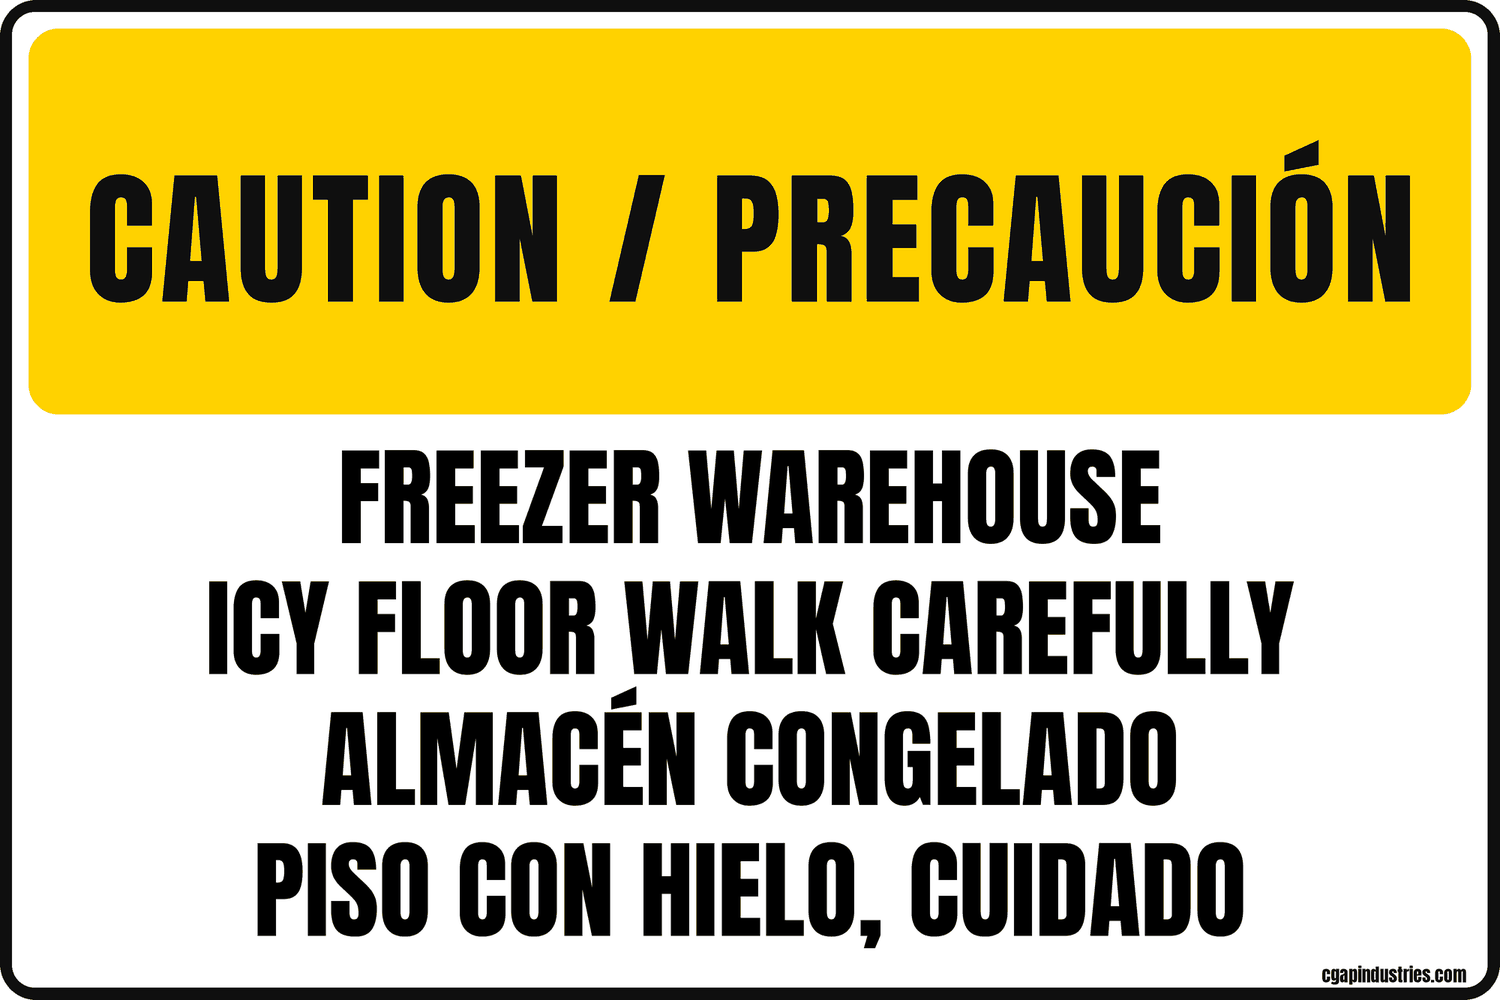 CAUTION / PRECAUCIÓN
FREEZER WAREHOUSE
ICY FLOOR WALK CAREFULLY
ALMACÉN CONGELADO
PISO CON HIELO, CUIDADO
cgapindustries.com